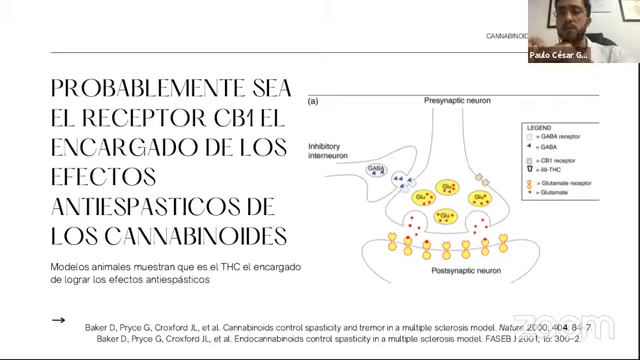 CANNABINOID
Paulo César G...
PROBABLEMENTE SEA
EL RECEPTOR CB1 EL
ENCARGADO DE LOS
EFECTOS
ANTIESPASTICOS DE
LOS CANNABINOIDES
Modelos animales muestran que es el THC el encargado
de lograr los efectos antiespásticos
(a)
Presynaptic neuron
Inhibitory
interneuron
GABA
Glu
Glu
Glu
Glu
Postsynaptic neuron
LEGEND
GABA receptor
GABA
CB1 receptor
δ9-THC
Glutamate receptor
Glutamate
→
Baker D, Pryce G, Croxford JL, et al. Cannabinoids control spasticity and tremor in a multiple sclerosis model. Nature 2000; 404: 84–7.
Baker D, Pryce G, Croxford JL, et al. Endocannabinoids control spasticity in a multiple sclerosis model. FASEB J 2001; 15: 300–2.
zoom